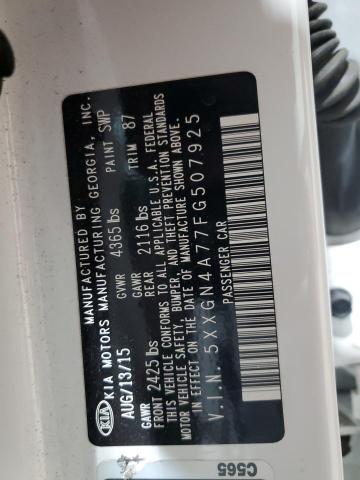 MANUFACTURED BY
KIA KIA MOTORS MANUFACTURING GEORGIA, INC.
AUG/13/15 GVWR 4365 lbs PAINT SWP
TRIM 87
GAWR GAWR
FRONT 2425 lbs REAR 2116 lbs
THIS VEHICLE CONFORMS TO ALL APPLICABLE U.S.A. FEDERAL
MOTOR VEHICLE SAFETY, BUMPER, AND THEFT PREVENTION STANDARDS
IN EFFECT ON THE DATE OF MANUFACTURE SHOWN ABOVE.
V.I.N. 5XXGN4A77FG507925
PASSENGER CAR
C565